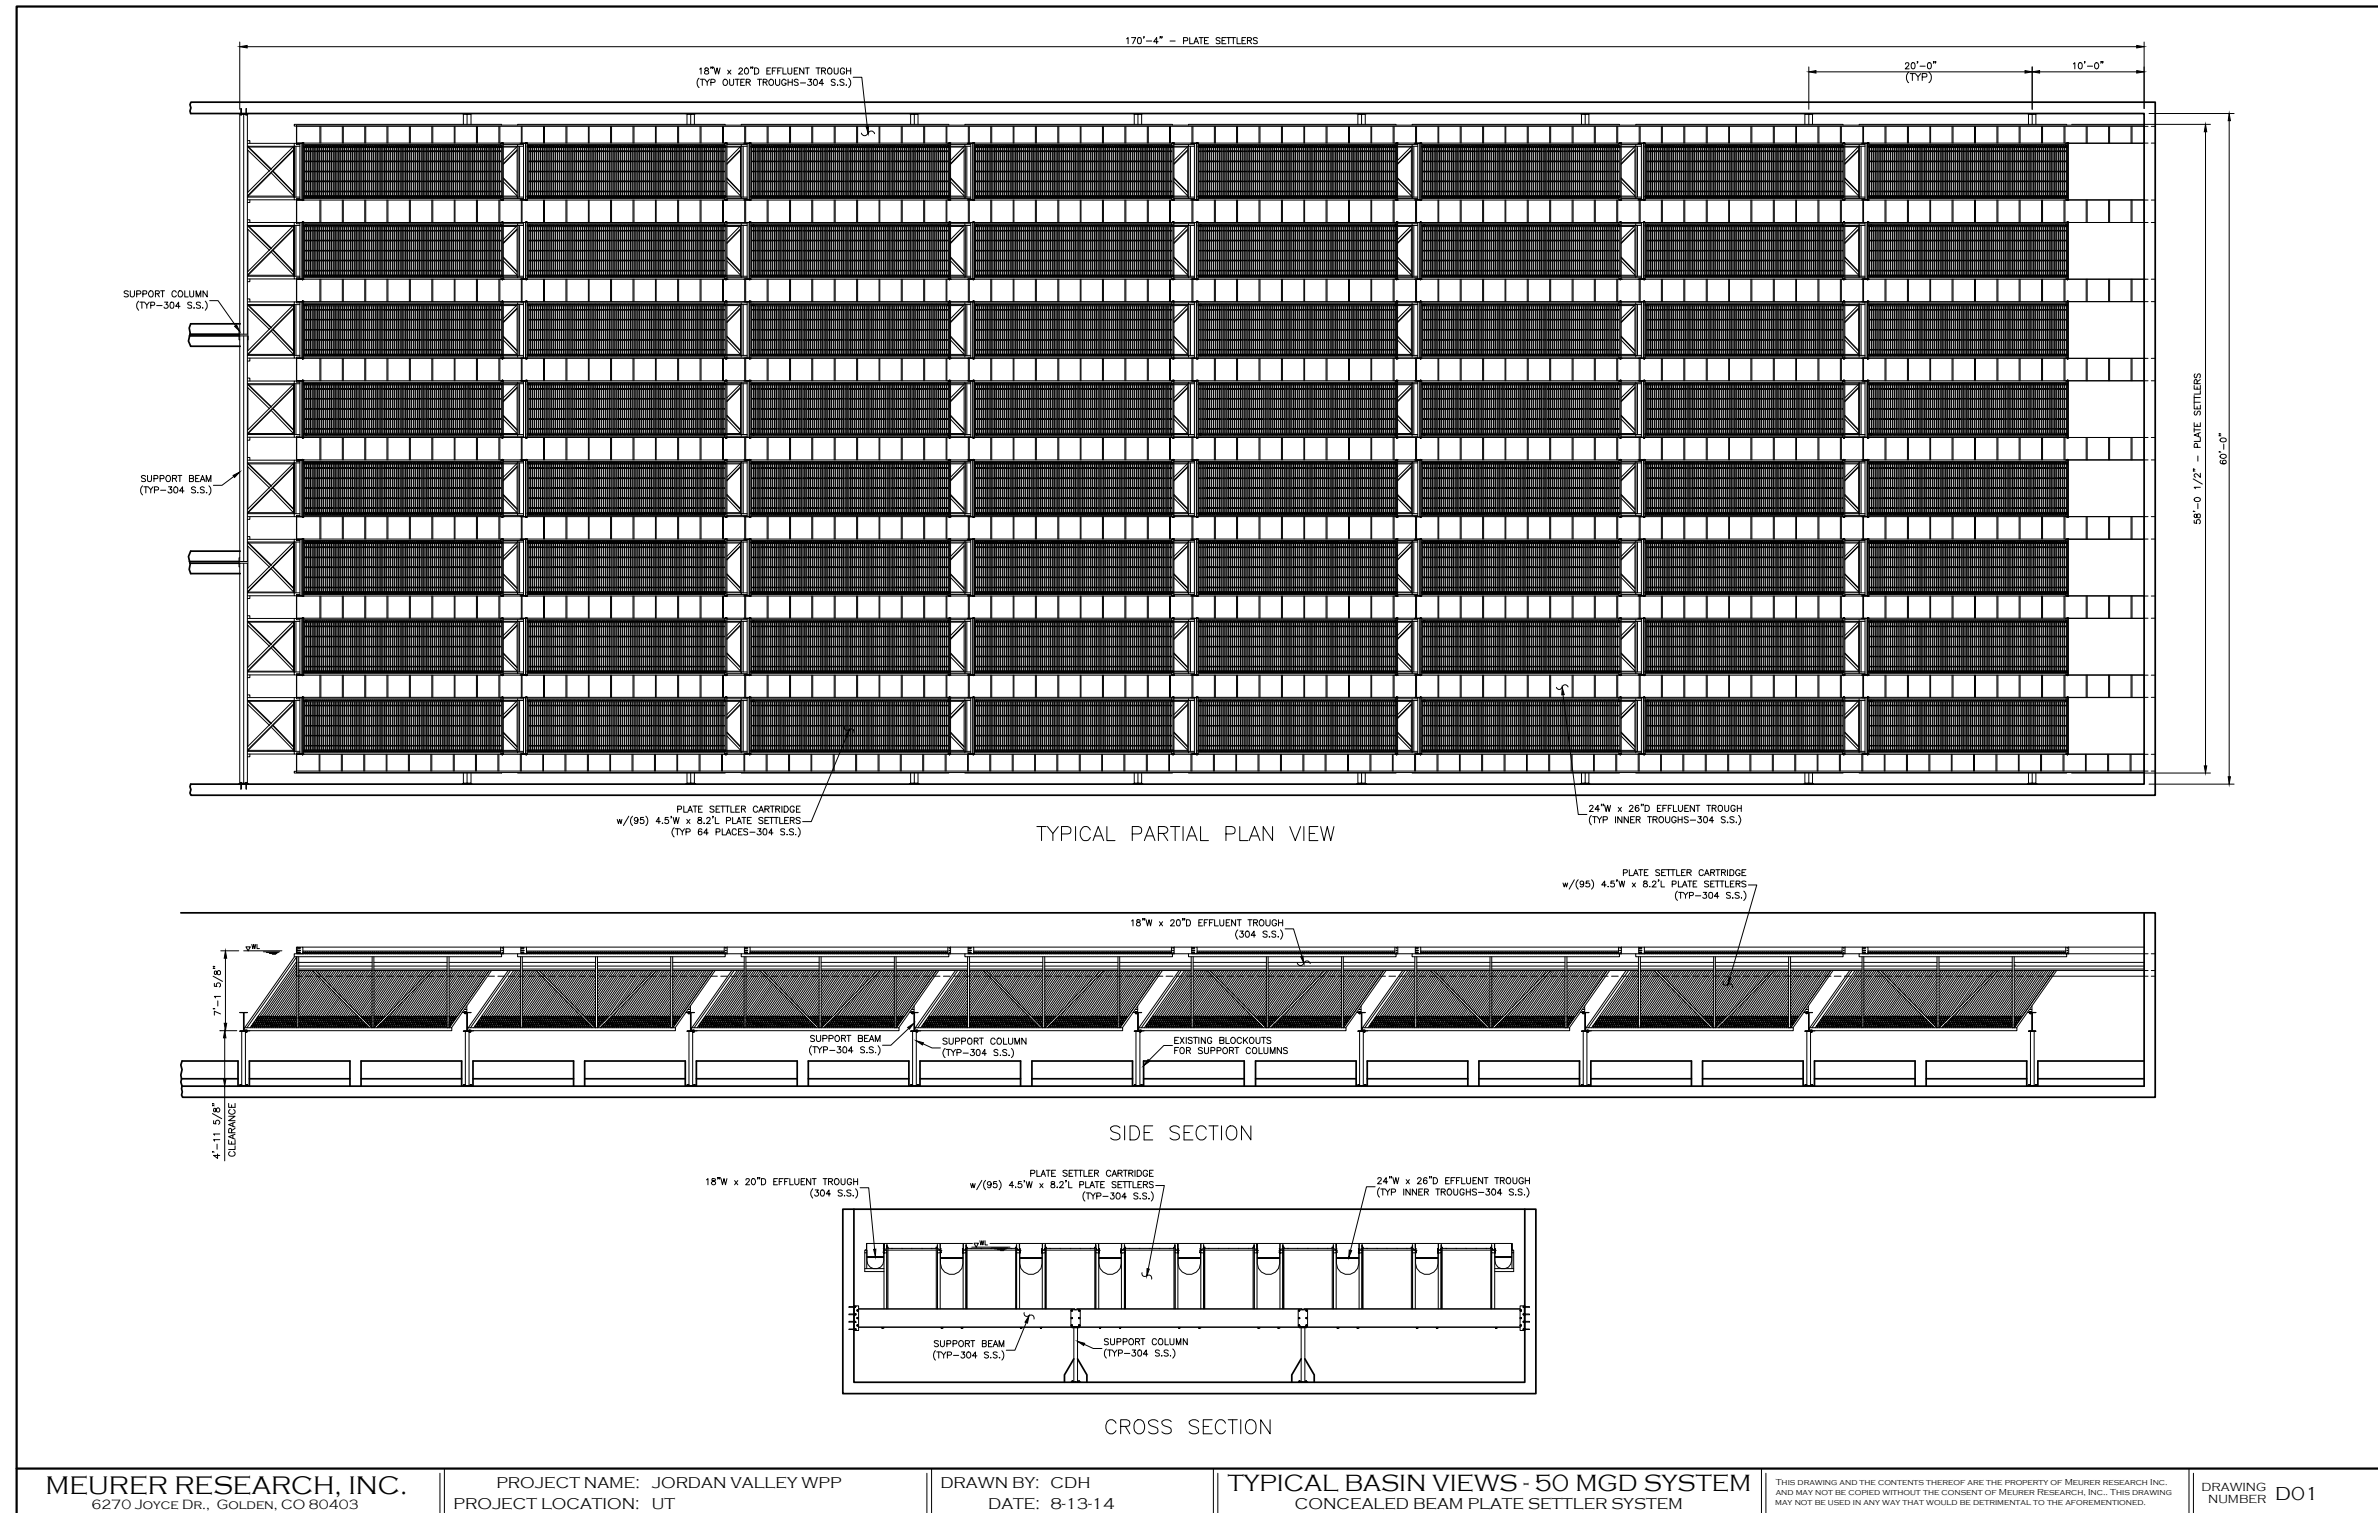 170'-4" - PLATE SETTLERS
18"W x 20"D EFFLUENT TROUGH
(TYP OUTER TROUGHS-304 S.S.)
20'-0"
(TYP)
10'-0"
SUPPORT COLUMN
(TYP-304 S.S.)
SUPPORT BEAM
(TYP-304 S.S.)
58'-0 1/2" - PLATE SETTLERS
60'-0"
PLATE SETTLER CARTRIDGE
w/(95) 4.5'W x 8.2'L PLATE SETTLERS
(TYP 64 PLACES-304 S.S.)
24"W x 26"D EFFLUENT TROUGH
(TYP INNER TROUGHS-304 S.S.)
TYPICAL PARTIAL PLAN VIEW
PLATE SETTLER CARTRIDGE
w/(95) 4.5'W x 8.2'L PLATE SETTLERS
(TYP-304 S.S.)
18"W x 20"D EFFLUENT TROUGH
(304 S.S.)
WL
7'-1 5/8"
SUPPORT BEAM
(TYP-304 S.S.)
SUPPORT COLUMN
(TYP-304 S.S.)
EXISTING BLOCKOUTS
FOR SUPPORT COLUMNS
4'-11 5/8"
CLEARANCE
SIDE SECTION
18"W x 20"D EFFLUENT TROUGH
(304 S.S.)
PLATE SETTLER CARTRIDGE
w/(95) 4.5'W x 8.2'L PLATE SETTLERS
(TYP-304 S.S.)
24"W x 26"D EFFLUENT TROUGH
(TYP INNER TROUGHS-304 S.S.)
WL
SUPPORT BEAM
(TYP-304 S.S.)
SUPPORT COLUMN
(TYP-304 S.S.)
CROSS SECTION
MEURER RESEARCH, INC.
6270 JOYCE DR., GOLDEN, CO 80403
PROJECT NAME: JORDAN VALLEY WPP
PROJECT LOCATION: UT
DRAWN BY: CDH
DATE: 8-13-14
TYPICAL BASIN VIEWS - 50 MGD SYSTEM
CONCEALED BEAM PLATE SETTLER SYSTEM
THIS DRAWING AND THE CONTENTS THEREOF ARE THE PROPERTY OF MEURER RESEARCH INC.
AND MAY NOT BE COPIED WITHOUT THE CONSENT OF MEURER RESEARCH, INC.. THIS DRAWING
MAY NOT BE USED IN ANY WAY THAT WOULD BE DETRIMENTAL TO THE AFOREMENTIONED.
DRAWING
NUMBER D01